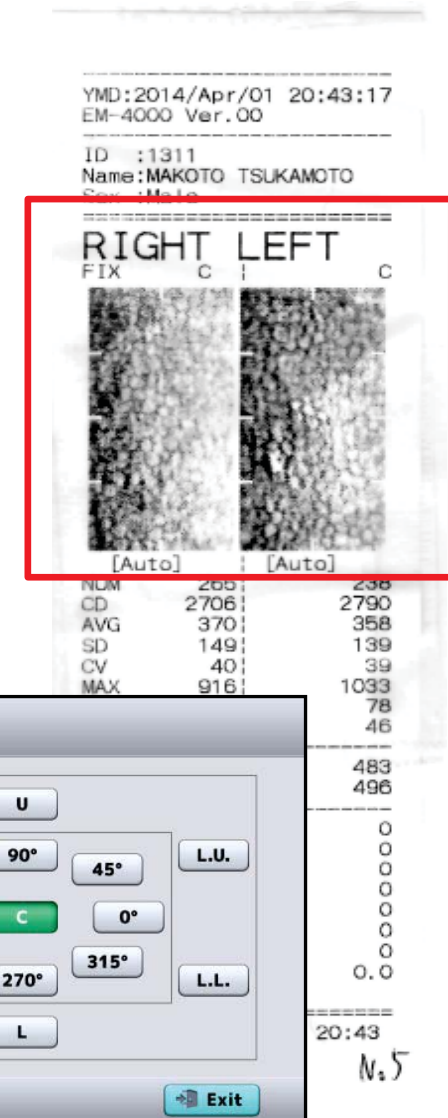 YMD:2014/Apr/01 20:43:17
EM-4000 Ver.00
ID :1311
Name:MAKOTO TSUKAMOTO
Sex :Male
RIGHT LEFT
FIX C C
[Auto] [Auto]
NUM 265 238
CD 2706 2790
AVG 370 358
SD 149 139
CV 40 39
MAX 916 1033
78
46
483
496
0
0
0
0
0
0
0
0.0
20:43
N.5
U
90° 45° L.U.
C 0°
270° 315° L.L.
L
Exit